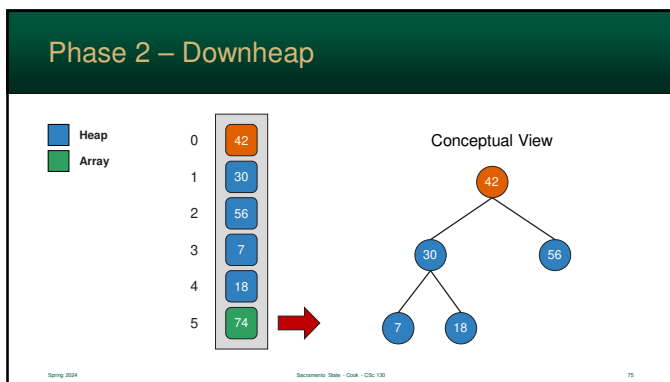 Phase 2 – Downheap
Heap
Array
0 42
1 30
2 56
3 7
4 18
5 74
Conceptual View
42
30 56
7 18
Spring 2024 Sacramento State - Cook - CSc 130 75